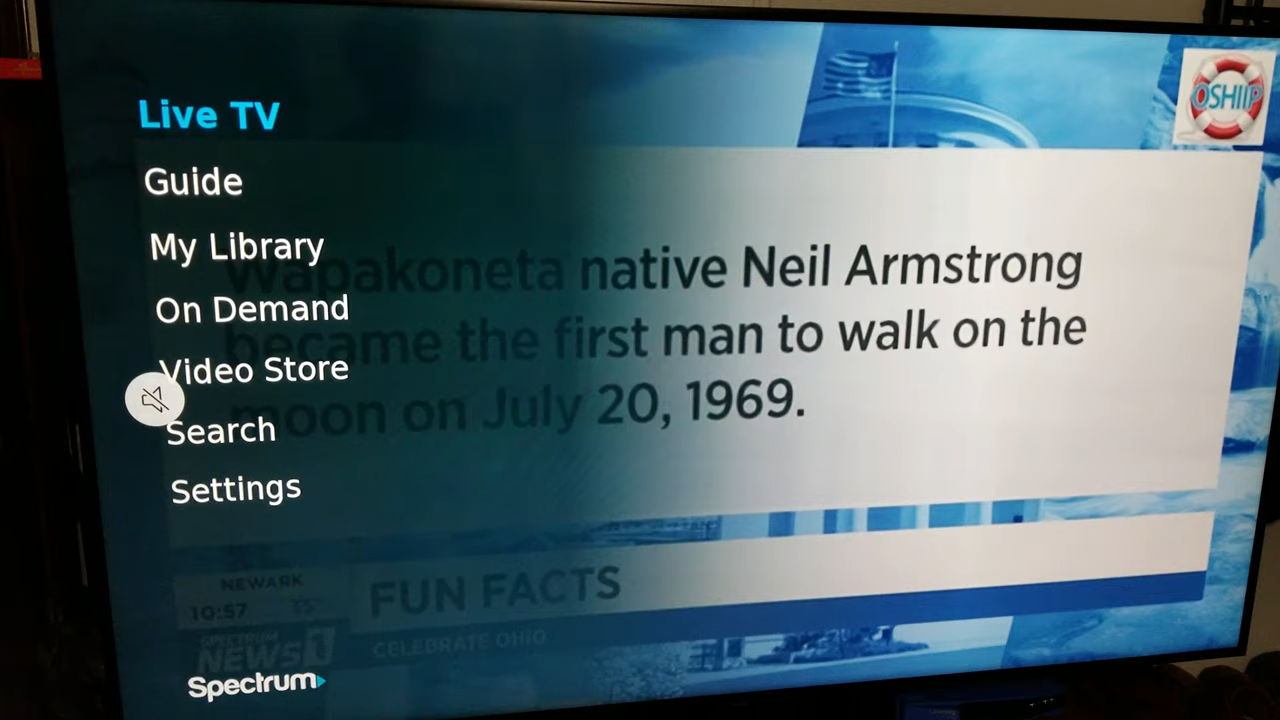 Live TV
Guide
My Library
On Demand
Video Store
Search
Settings
OSHIIP
Wapakoneta native Neil Armstrong
became the first man to walk on the
moon on July 20, 1969.
NEWARK
10:57
FUN FACTS
CELEBRATE OHIO
SPECTRUM
NEWS 1
Spectrum